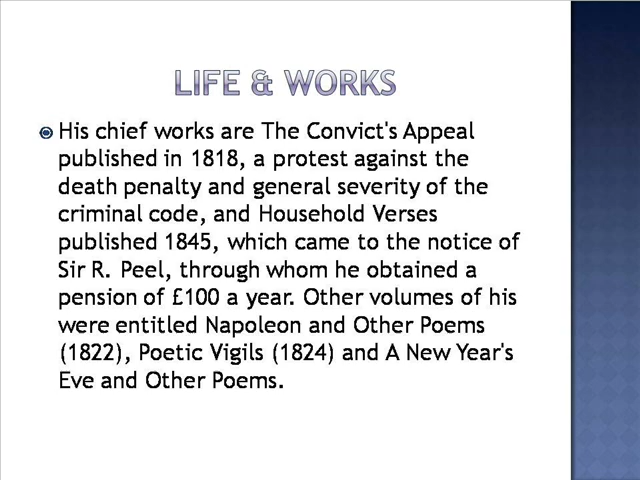 LIFE & WORKS
His chief works are The Convict's Appeal
published in 1818, a protest against the
death penalty and general severity of the
criminal code, and Household Verses
published 1845, which came to the notice of
Sir R. Peel, through whom he obtained a
pension of £100 a year. Other volumes of his
were entitled Napoleon and Other Poems
(1822), Poetic Vigils (1824) and A New Year's
Eve and Other Poems.